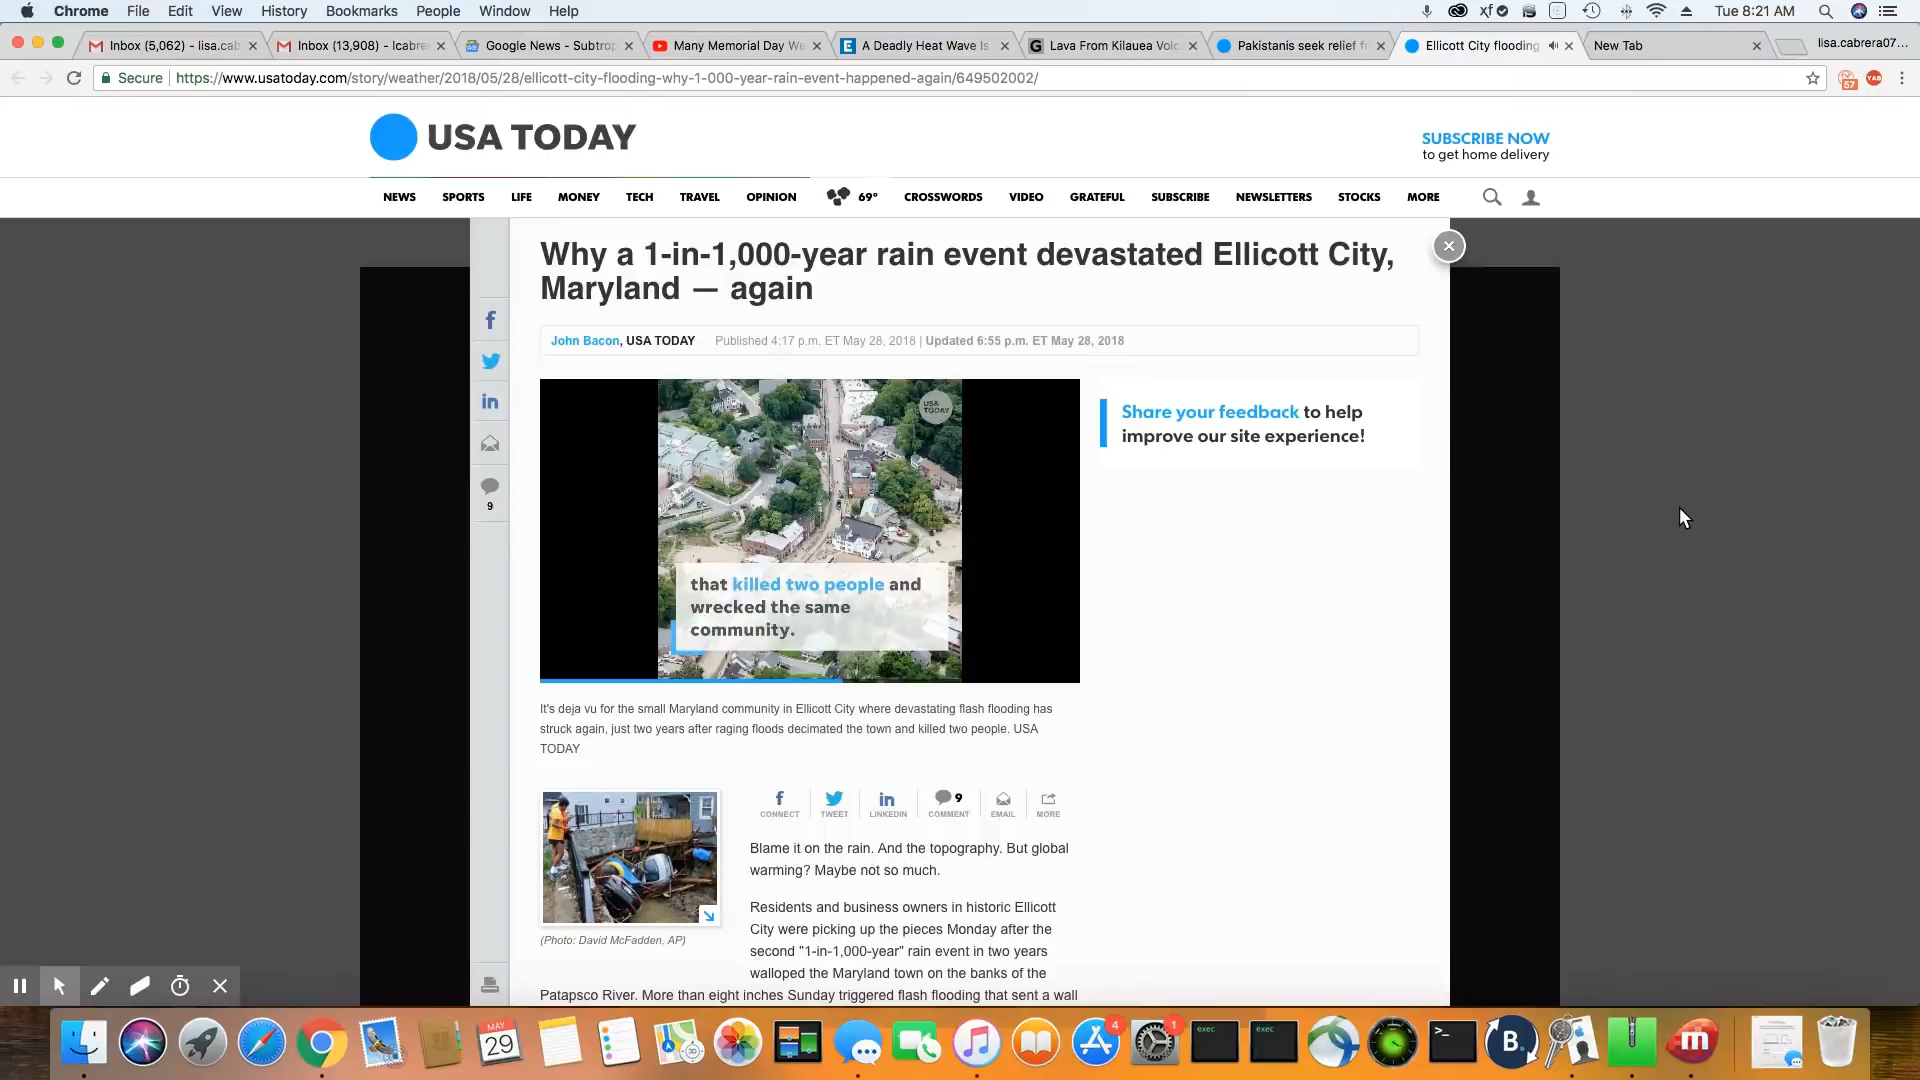 Chrome File Edit View History Bookmarks People Window Help
Tue 8:21 AM
Inbox (5,062) - lisa.cab
Inbox (13,908) - lcabre
Google News - Subtrop
Many Memorial Day We
A Deadly Heat Wave Is
Lava From Kilauea Volc
Pakistanis seek relief f
Ellicott City flooding
New Tab
lisa.cabrera07...
Secure https://www.usatoday.com/story/weather/2018/05/28/ellicott-city-flooding-why-1-000-year-rain-event-happened-again/649502002/
57
YAB
USA TODAY
SUBSCRIBE NOW
to get home delivery
NEWS SPORTS LIFE MONEY TECH TRAVEL OPINION 69° CROSSWORDS VIDEO GRATEFUL SUBSCRIBE NEWSLETTERS STOCKS MORE
Why a 1-in-1,000-year rain event devastated Ellicott City,
Maryland — again
John Bacon, USA TODAY Published 4:17 p.m. ET May 28, 2018 | Updated 6:55 p.m. ET May 28, 2018
USA TODAY
that killed two people and
wrecked the same
community.
Share your feedback to help
improve our site experience!
9
It's deja vu for the small Maryland community in Ellicott City where devastating flash flooding has
struck again, just two years after raging floods decimated the town and killed two people. USA
TODAY
9
CONNECT TWEET LINKEDIN COMMENT EMAIL MORE
Blame it on the rain. And the topography. But global
warming? Maybe not so much.
(Photo: David McFadden, AP)
Residents and business owners in historic Ellicott
City were picking up the pieces Monday after the
second "1-in-1,000-year" rain event in two years
walloped the Maryland town on the banks of the
Patapsco River. More than eight inches Sunday triggered flash flooding that sent a wall
MAY
29
3D
4
1
exec
exec
>_
B.
m